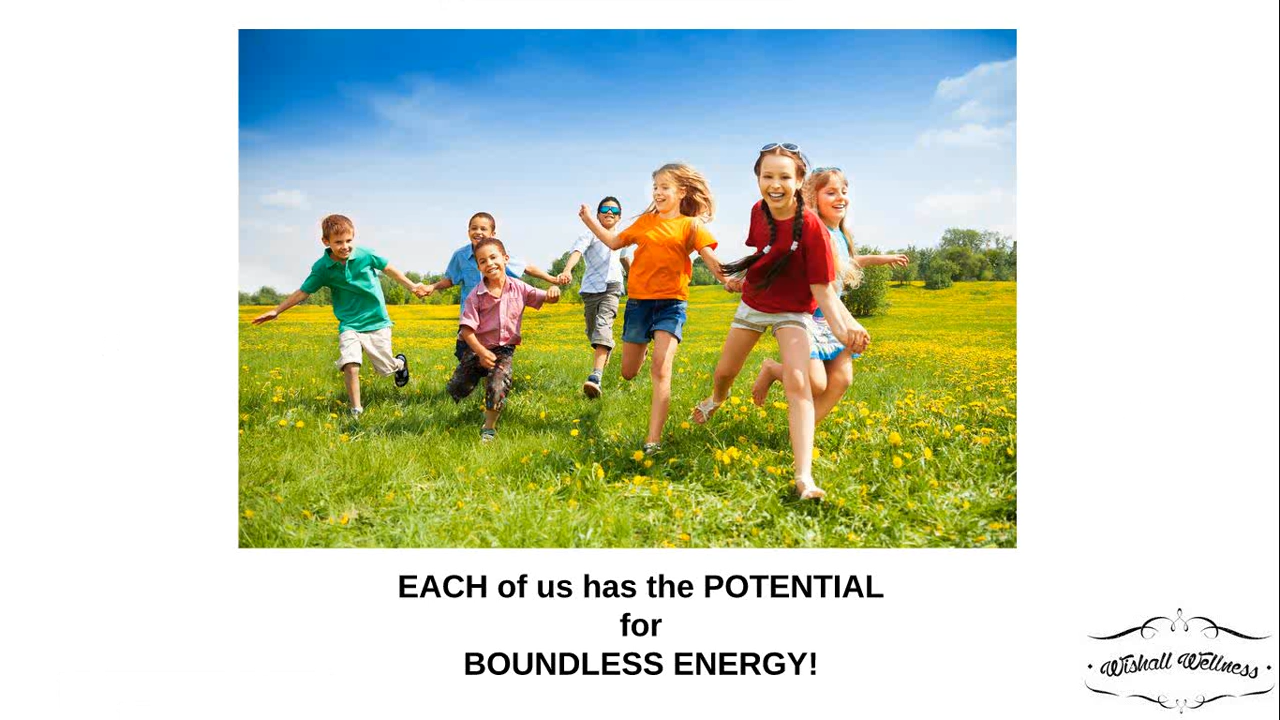 EACH of us has the POTENTIAL
for
BOUNDLESS ENERGY!
Wishall Wellness